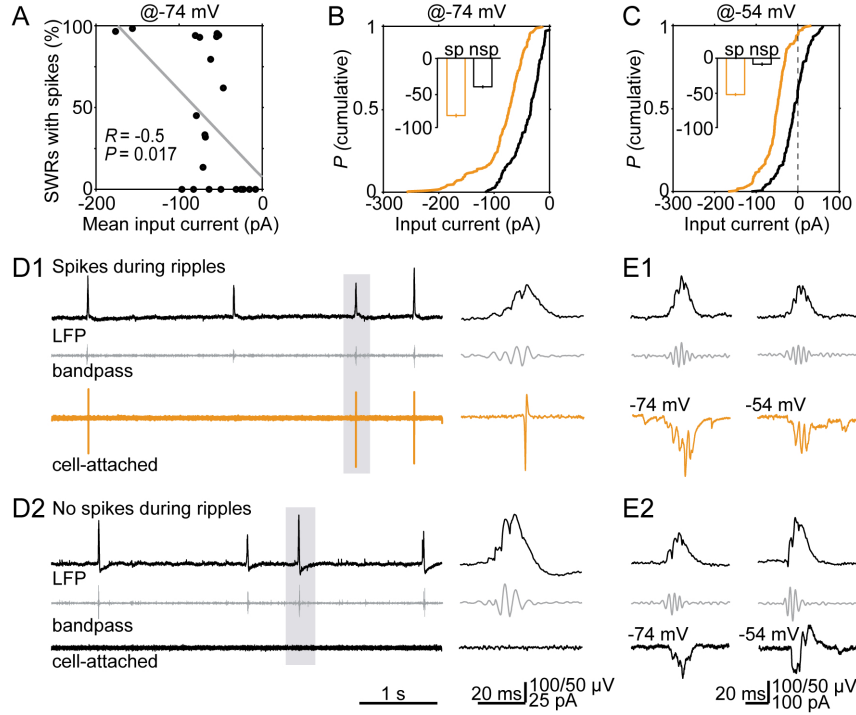 A
@-74 mV
SWRs with spikes (%)
100
50
0
R = -0.5
P = 0.017
-200
-100
0
Mean input current (pA)
B
@-74 mV
P (cumulative)
1
0.5
0
sp nsp
0
-50
-100
-300
-200
-100
0
Input current (pA)
C
@-54 mV
P (cumulative)
1
0.5
0
sp nsp
0
-50
-100
-300
-200
-100
0
100
Input current (pA)
D1 Spikes during ripples
LFP
bandpass
cell-attached
E1
-74 mV
-54 mV
D2 No spikes during ripples
LFP
bandpass
cell-attached
1 s
20 ms
100/50 µV
25 pA
E2
-74 mV
-54 mV
20 ms
100/50 µV
100 pA